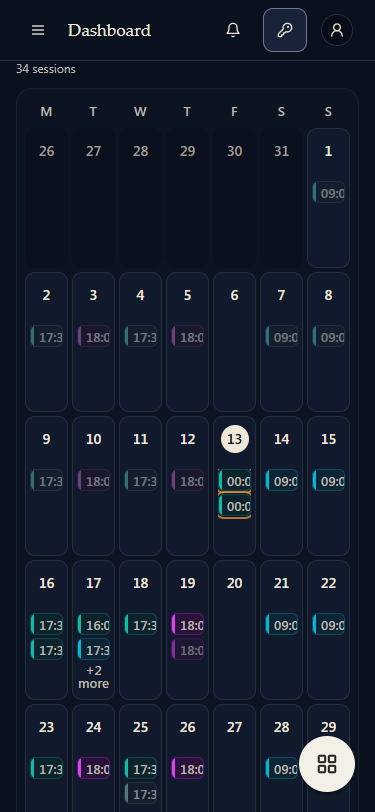 Dashboard
34 sessions
M T W T F S S
26 27 28 29 30 31 1
09:0
2 3 4 5 6 7 8
17:3 18:0 17:3 18:0 09:0 09:0
9 10 11 12 13 14 15
17:3 18:0 17:3 18:0 00:0 09:0 09:0
00:0
16 17 18 19 20 21 22
17:3 16:0 17:3 18:0 09:0 09:0
17:3 17:3 18:0
+2
more
23 24 25 26 27 28 29
17:3 18:0 17:3 18:0 09:0
17:3